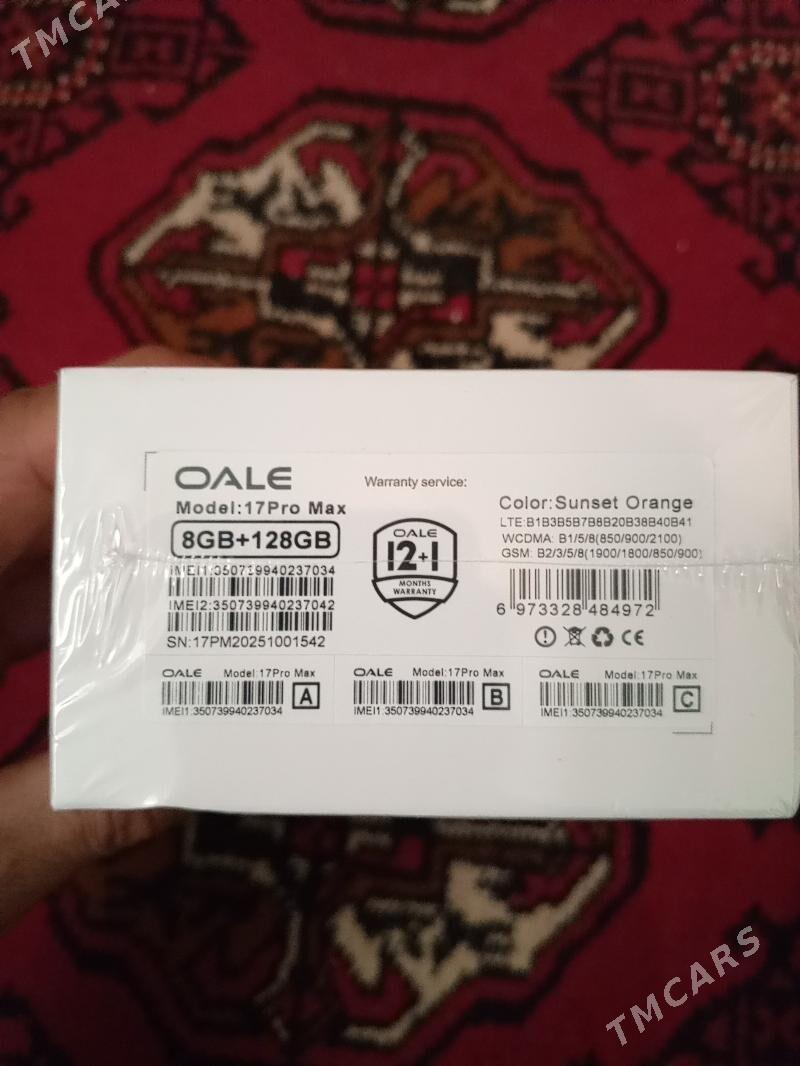 TMCARS
OALE
Model:17Pro Max
8GB+128GB
IMEI1:350739940237034
IMEI2:350739940237042
SN:17PM20251001542
Warranty service:
OALE
12+1
MONTHS
WARRANTY
Color:Sunset Orange
LTE:B1B3B5B7B8B20B38B40B41
WCDMA: B1/5/8(850/900/2100)
GSM: B2/3/5/8(1900/1800/850/900)
6 973328 484972
CE
OALE Model:17Pro Max
A
IMEI1:350739940237034
OALE Model:17Pro Max
B
IMEI1:350739940237034
OALE Model:17Pro Max
C
IMEI1:350739940237034
TMCARS